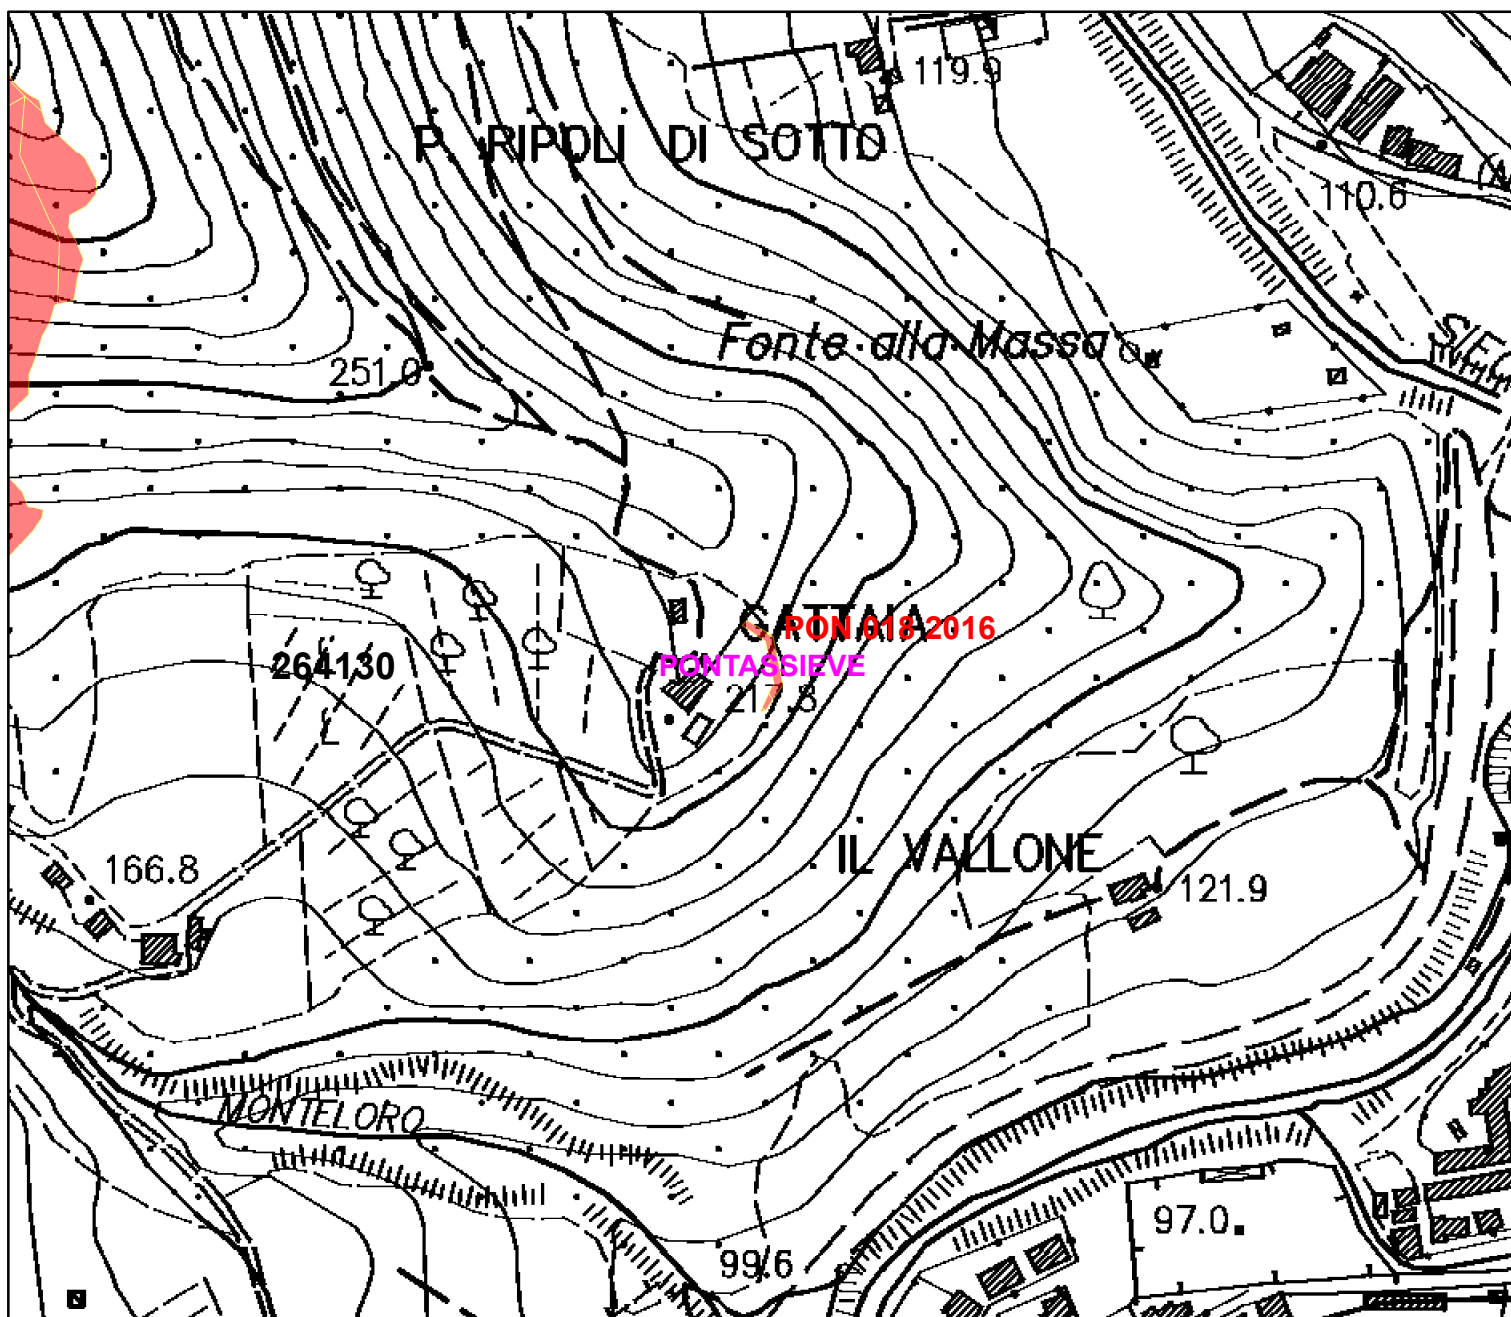 119.9
P. RIPOLI DI SOTTO
110.6
Fonte alla Massa
251.0
GATTAIA
PON 018 2016
PONTASSIEVE
264130
217.8
IL VALLONE
166.8
121.9
MONTELORO
97.0
99.6